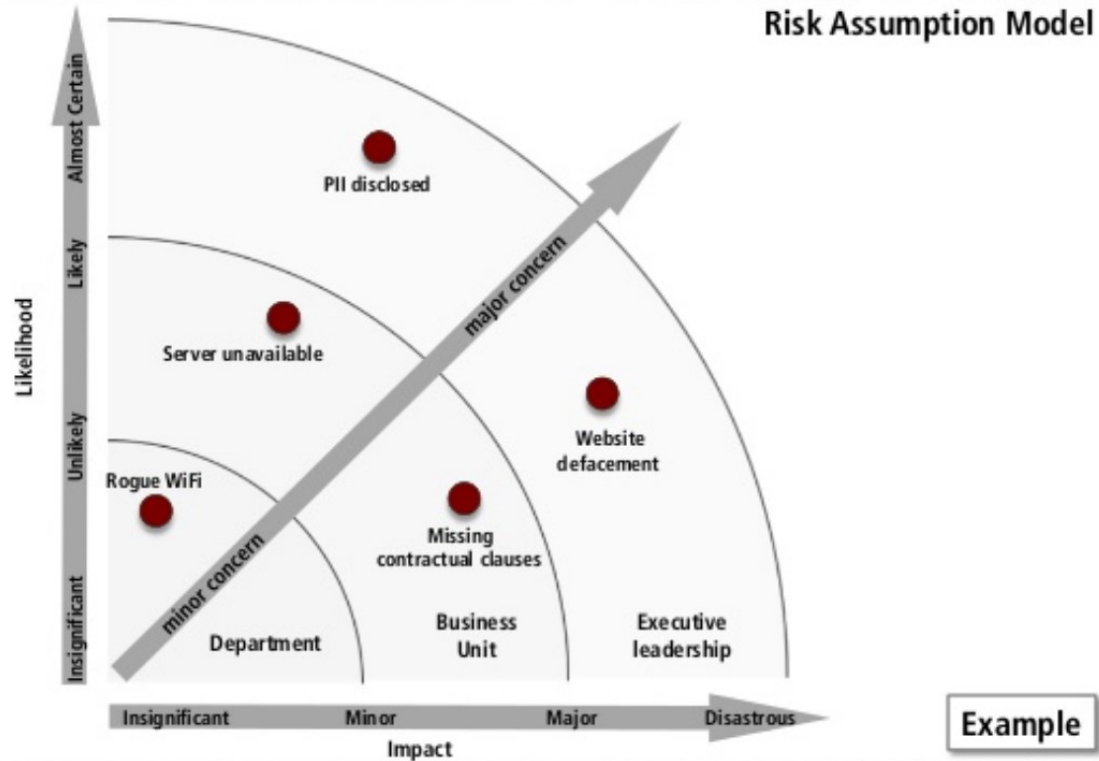 Risk Assumption Model
Almost Certain
Likely
Unlikely
Insignificant
Likelihood
PII disclosed
Server unavailable
Rogue WiFi
major concern
minor concern
Website
defacement
Missing
contractual clauses
Department
Business
Unit
Executive
leadership
Insignificant
Minor
Major
Disastrous
Impact
Example